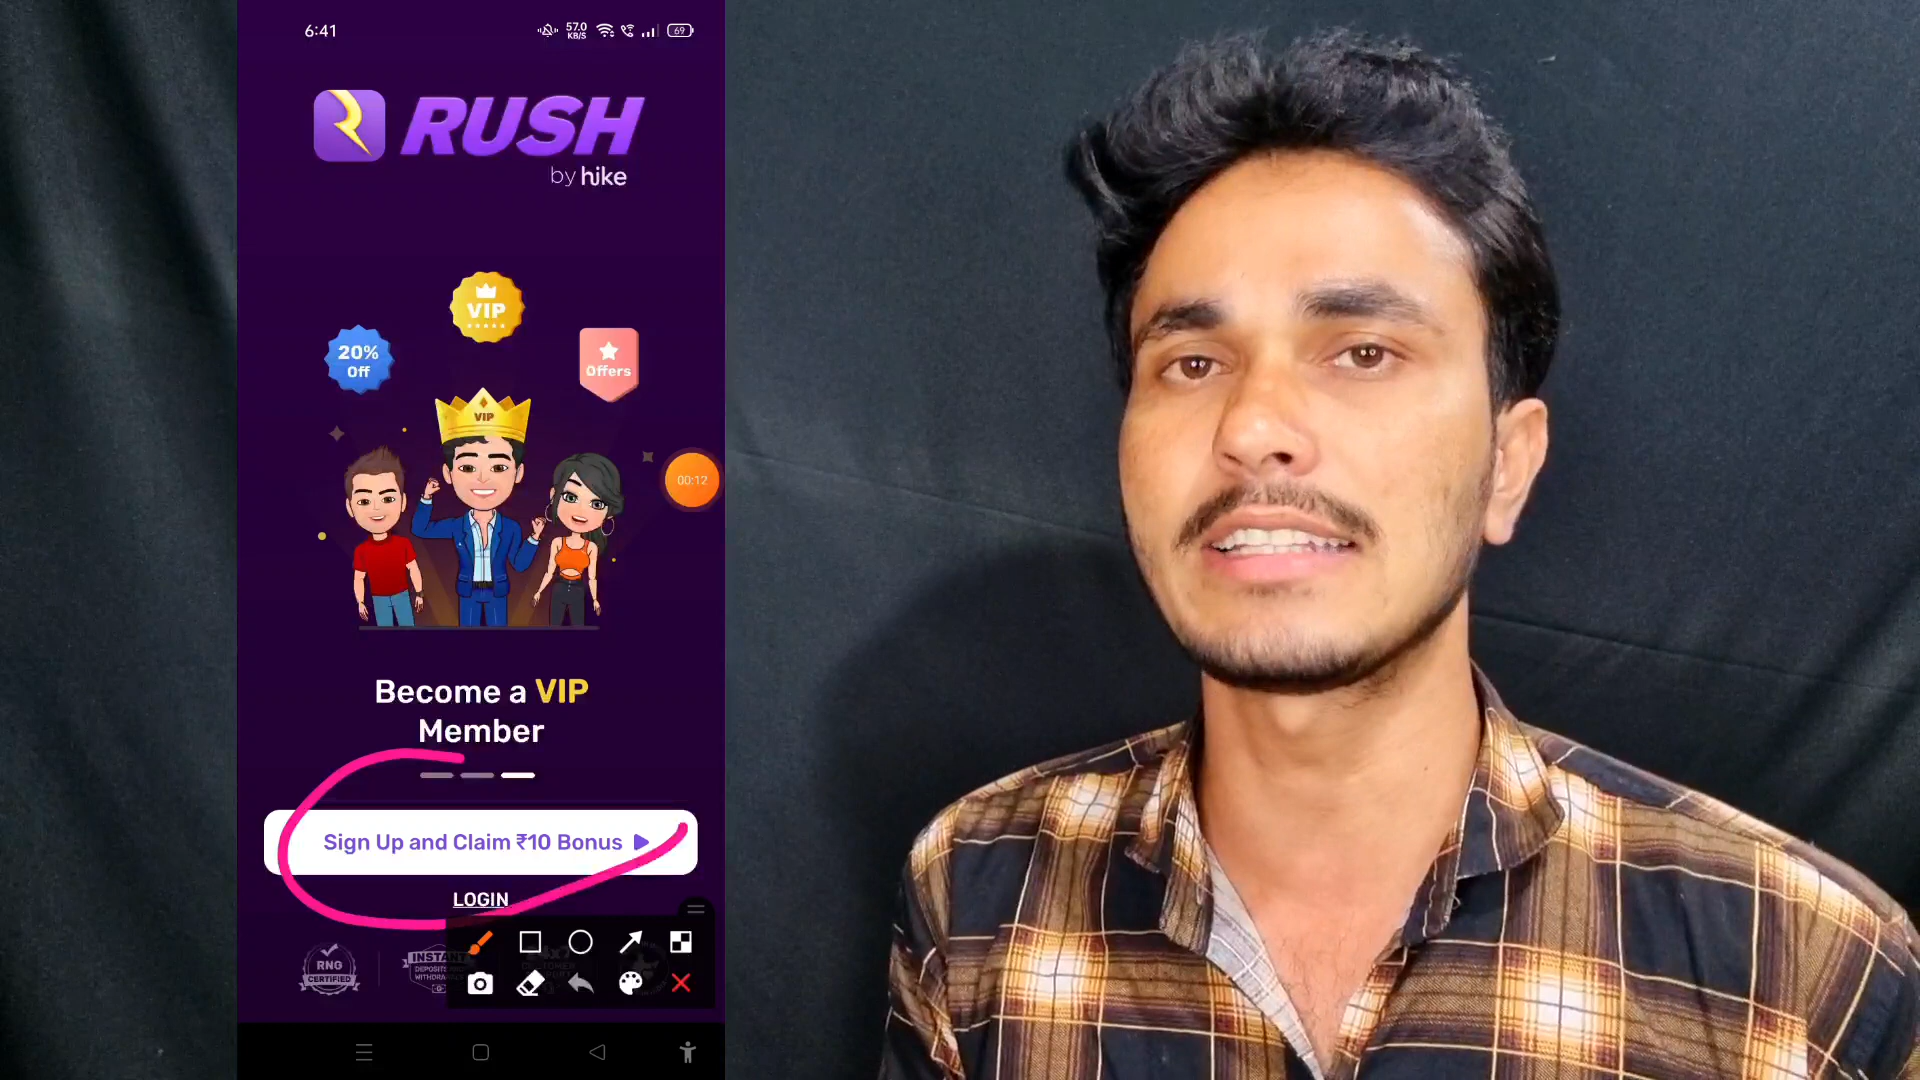 6:41
57.0
KB/S
69
RUSH
by hike
VIP
20%
Off
Offers
VIP
00:12
Become a VIP
Member
Sign Up and Claim ₹10 Bonus
LOGIN
RNG
CERTIFIED
INSTANT